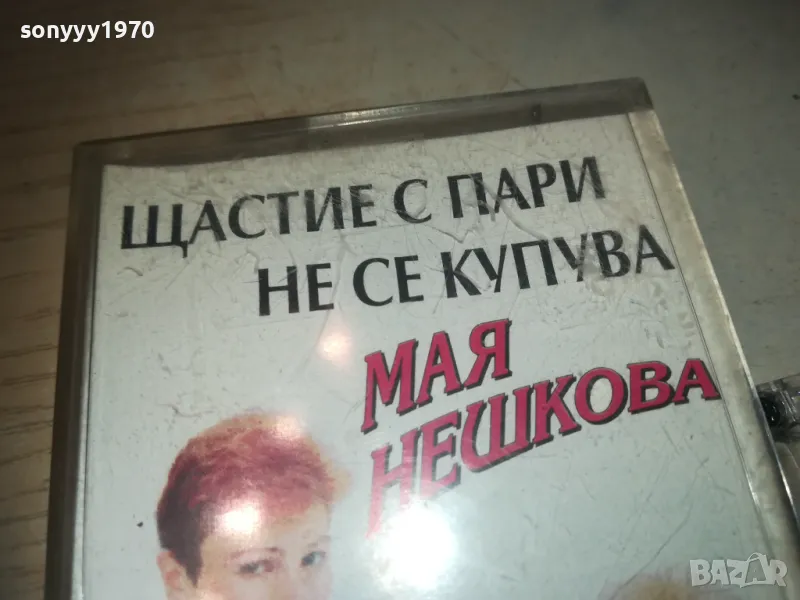 sonyyy1970
ЩАСТИЕ С ПАРИ
НЕ СЕ КУПУВА
МАЯ
НЕШКОВА
BAZAR